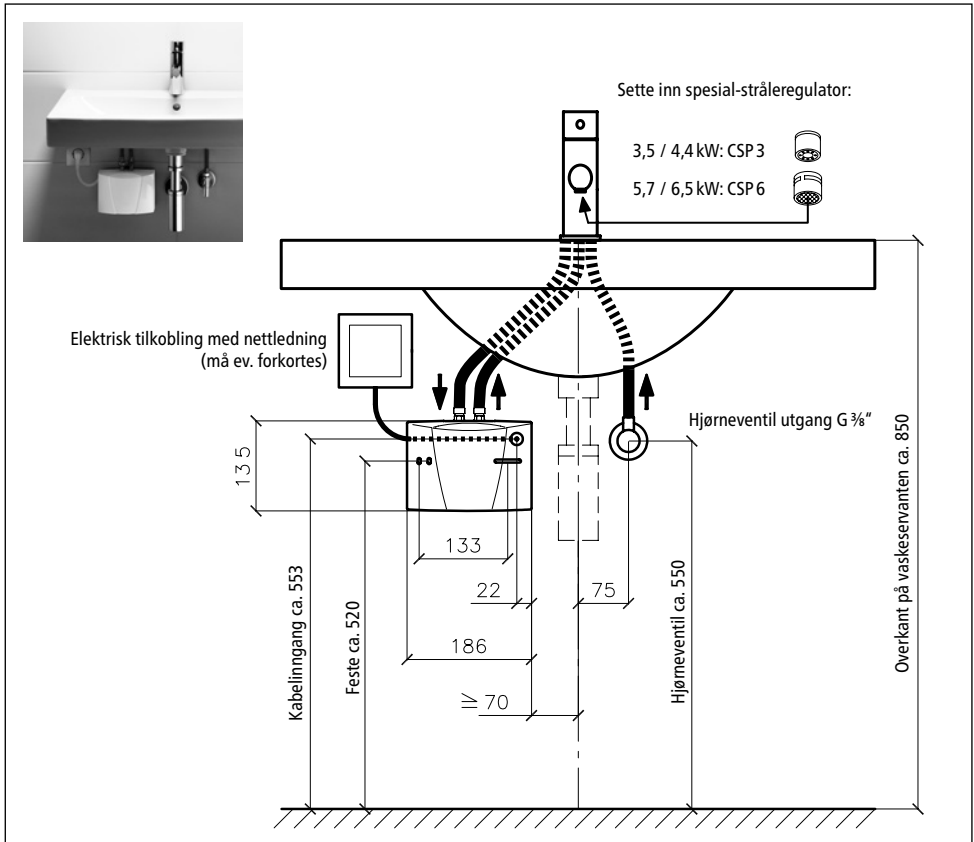 Sette inn spesial-stråleregulator:
3,5 / 4,4 kW: CSP 3
5,7 / 6,5 kW: CSP 6
Elektrisk tilkobling med nettledning
(må ev. forkortes)
Hjørneventil utgang G ⅜“
135
133
22
75
186
≧ 70
Kabelinngang ca. 553
Feste ca. 520
Hjørneventil ca. 550
Overkant på vaskeservanten ca. 850